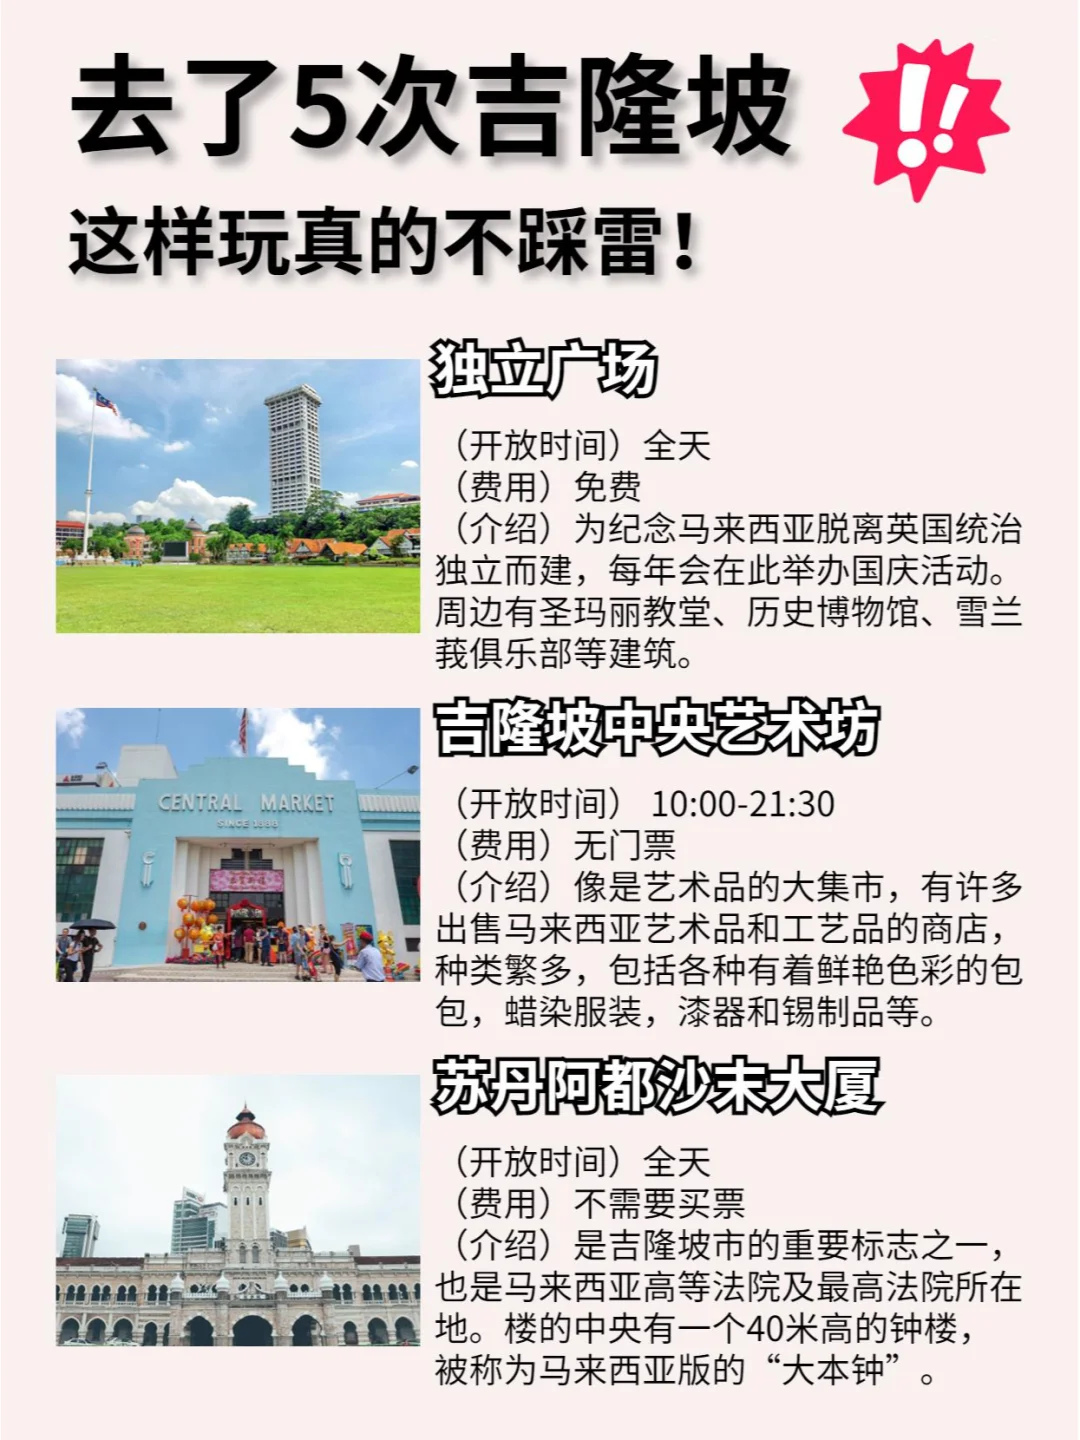 去了5次吉隆坡
这样玩真的不踩雷！
独立广场
（开放时间）全天
（费用）免费
（介绍）为纪念马来西亚脱离英国统治
独立而建，每年会在此举办国庆活动。
周边有圣玛丽教堂、历史博物馆、雪兰
莪俱乐部等建筑。
吉隆坡中央艺术坊
CENTRAL MARKET
SINCE 1888
（开放时间） 10:00-21:30
（费用）无门票
（介绍）像是艺术品的大集市，有许多
出售马来西亚艺术品和工艺品的商店，
种类繁多，包括各种有着鲜艳色彩的包
包，蜡染服装，漆器和锡制品等。
苏丹阿都沙末大厦
（开放时间）全天
（费用）不需要买票
（介绍）是吉隆坡市的重要标志之一，
也是马来西亚高等法院及最高法院所在
地。楼的中央有一个40米高的钟楼，
被称为马来西亚版的“大本钟”。